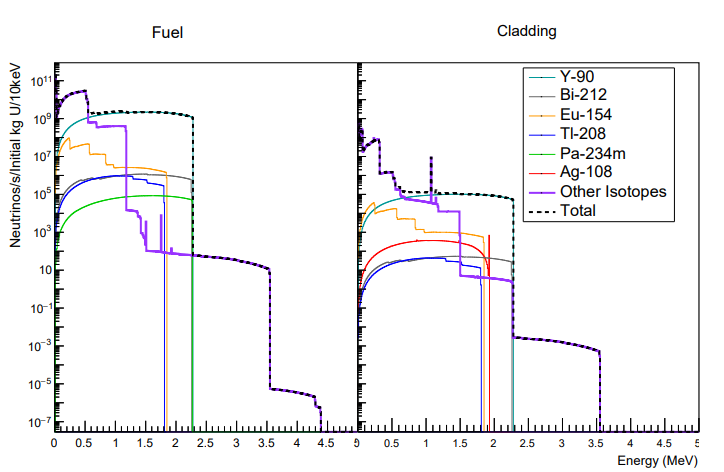 Fuel
Cladding
Neutrinos/s/Initial kg U/10keV
10¹¹
10⁹
10⁷
10⁵
10³
10
10⁻¹
10⁻³
10⁻⁵
10⁻⁷
Y-90
Bi-212
Eu-154
Tl-208
Pa-234m
Ag-108
Other Isotopes
Total
0 0.5 1 1.5 2 2.5 3 3.5 4 4.5
0.5 1 1.5 2 2.5 3 3.5 4 4.5 5
Energy (MeV)